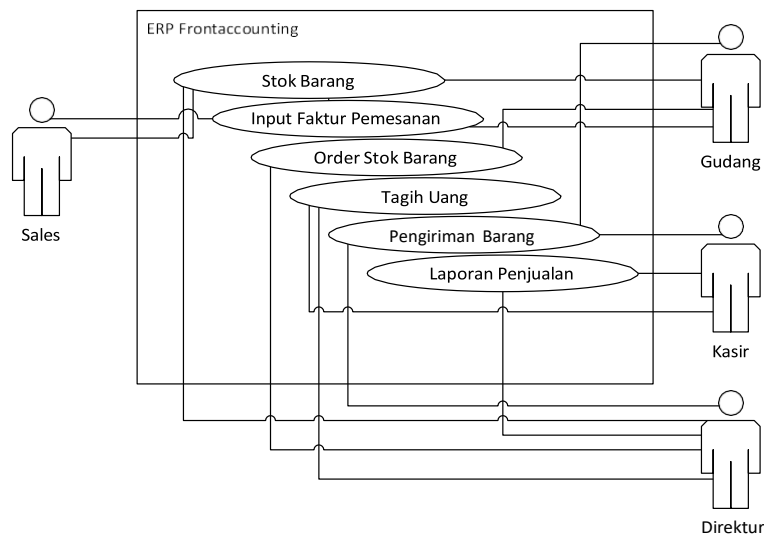 ERP Frontaccounting
Stok Barang
Input Faktur Pemesanan
Order Stok Barang
Tagih Uang
Pengiriman Barang
Laporan Penjualan
Sales
Gudang
Kasir
Direktur